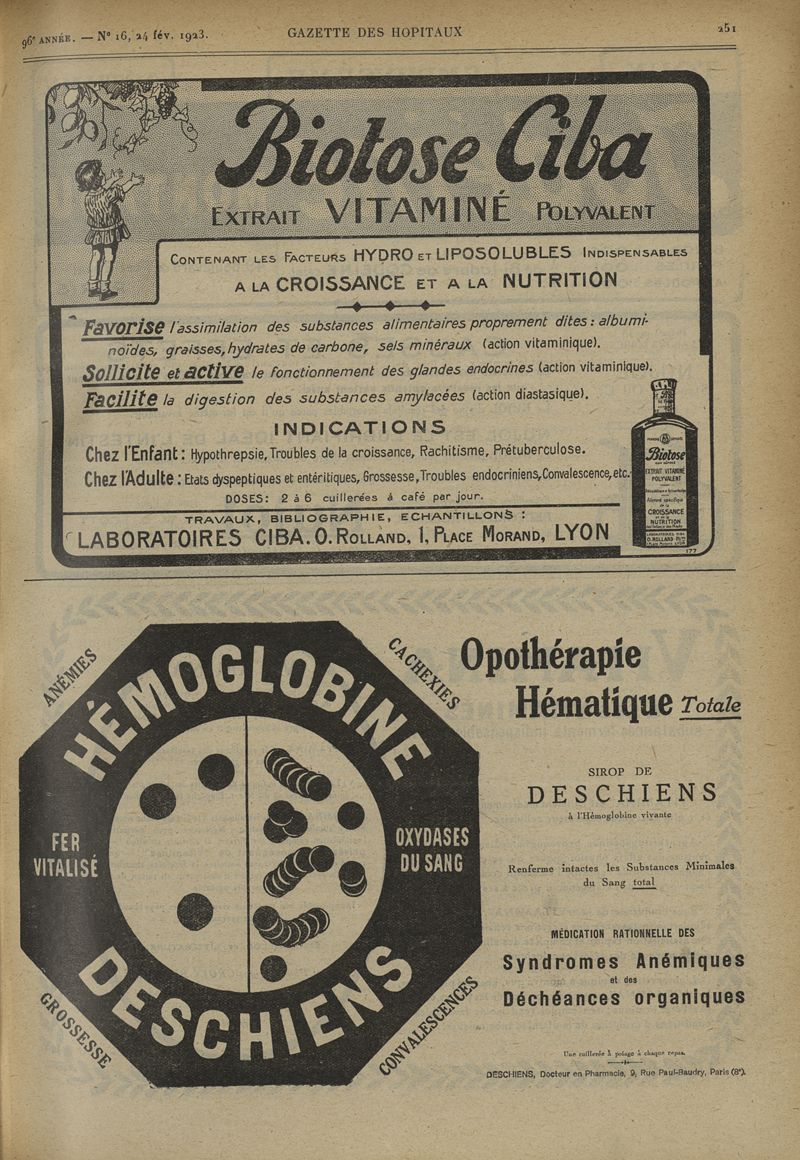 96e ANNÉE. — N° 16, 24 fév. 1923.
GAZETTE DES HOPITAUX
251
Biotose Ciba
EXTRAIT VITAMINÉ POLYVALENT
CONTENANT LES FACTEURS HYDRO ET LIPOSOLUBLES INDISPENSABLES
A LA CROISSANCE ET A LA NUTRITION
Favorise l'assimilation des substances alimentaires proprement dites : albumi-
noïdes, graisses, hydrates de carbone, sels minéraux (action vitaminique).
Sollicite et active le fonctionnement des glandes endocrines (action vitaminique).
Facilite la digestion des substances amylacées (action diastasique).
INDICATIONS
Chez l'Enfant : Hypothrepsie, Troubles de la croissance, Rachitisme, Prétuberculose.
Chez l'Adulte : Etats dyspeptiques et entéritiques, Grossesse, Troubles endocriniens, Convalescence, etc.
DOSES: 2 à 6 cuillerées à café par jour.
TRAVAUX, BIBLIOGRAPHIE, ECHANTILLONS :
LABORATOIRES CIBA. O. ROLLAND, 1, PLACE MORAND, LYON
Biotose
EXTRAIT VITAMINÉ
POLYVALENT
CROISSANCE
NUTRITION
LABORATOIRES CIBA
O. ROLLAND
177
ANÉMIES
CACHEXIES
HÉMOGLOBINE
FER
VITALISÉ
OXYDASES
DU SANG
DESCHIENS
GROSSESSE
CONVALESCENCES
Opothérapie
Hématique Totale
SIROP DE
DESCHIENS
à l'Hémoglobine vivante
Renferme intactes les Substances Minimales
du Sang total
MÉDICATION RATIONNELLE DES
Syndromes Anémiques
et des
Déchéances organiques
Une cuillerée à potage à chaque repas.
DESCHIENS, Docteur en Pharmacie, 9, Rue Paul-Baudry, Paris (8e).